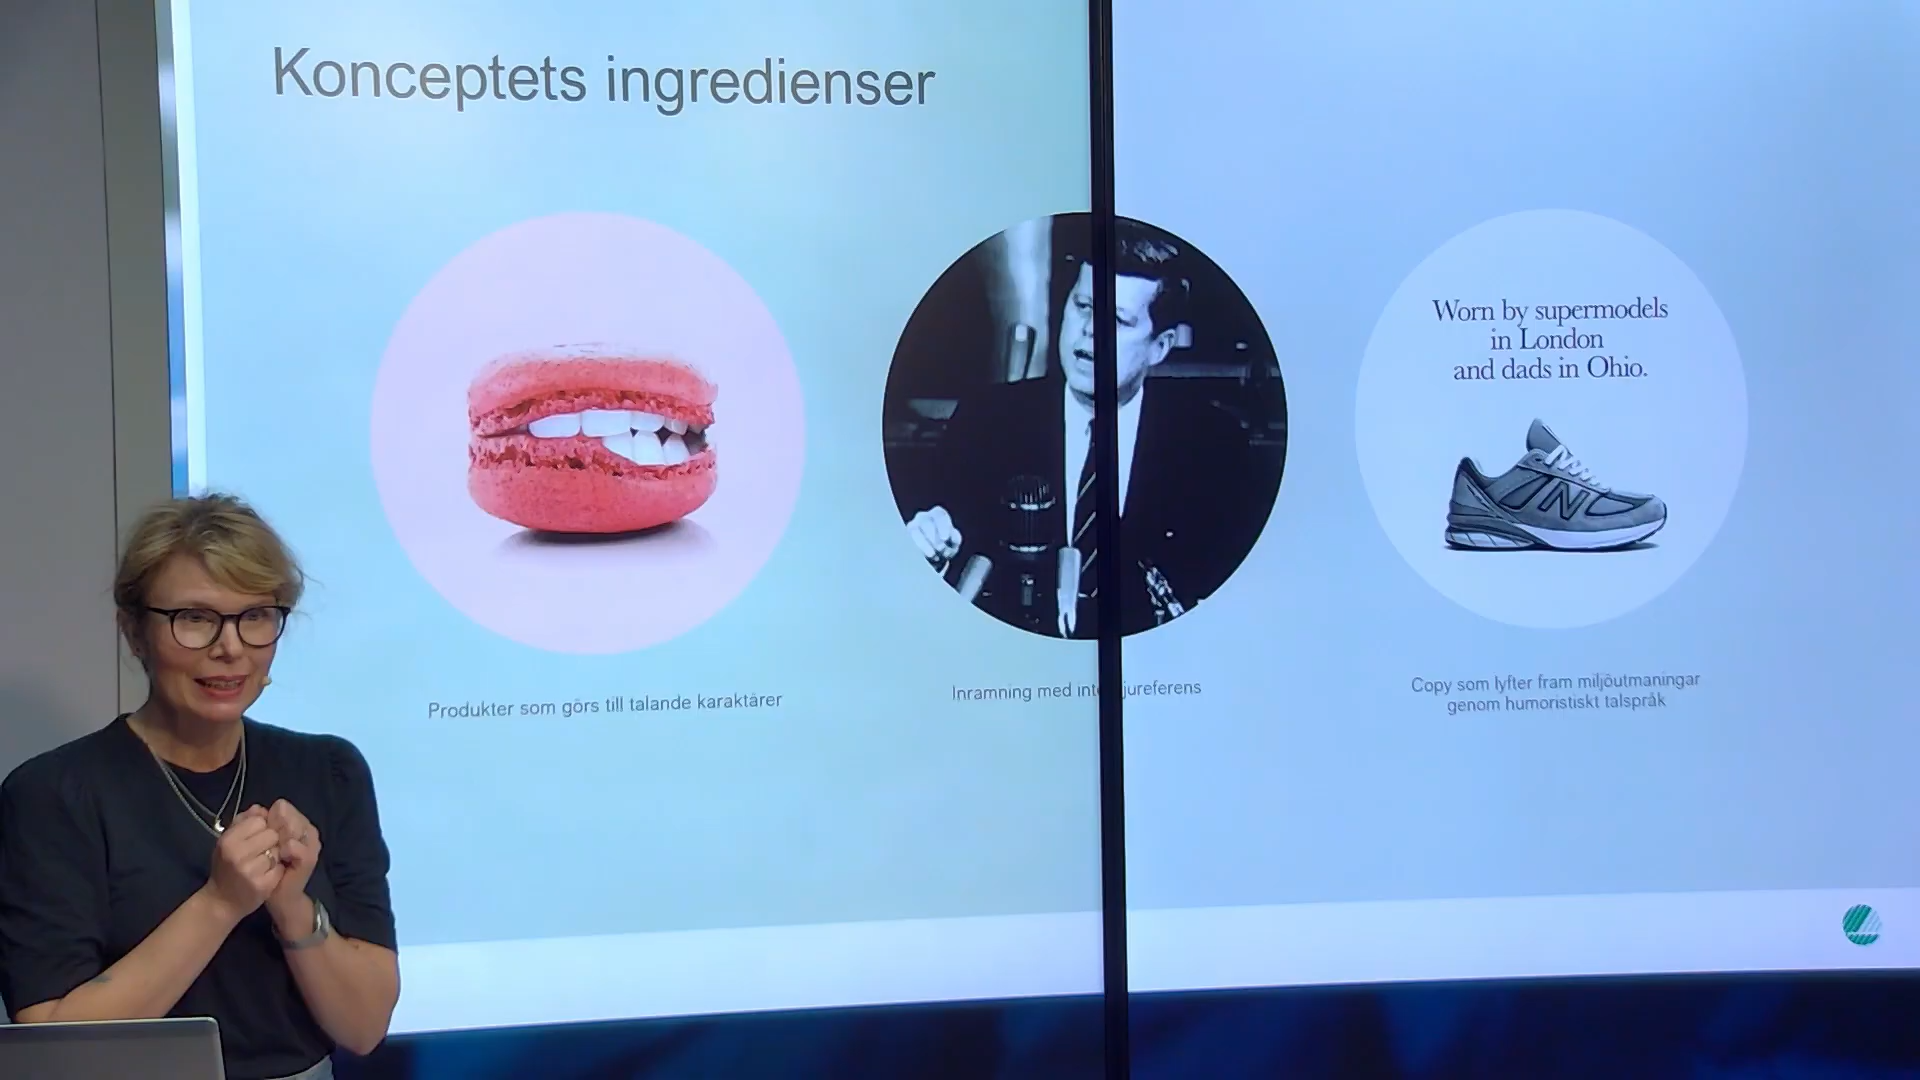 Konceptets ingredienser
Worn by supermodels
in London
and dads in Ohio.
N
Produkter som görs till talande karaktärer
Inramning med int jureferens
Copy som lyfter fram miljöutmaningar
genom humoristiskt talspråk